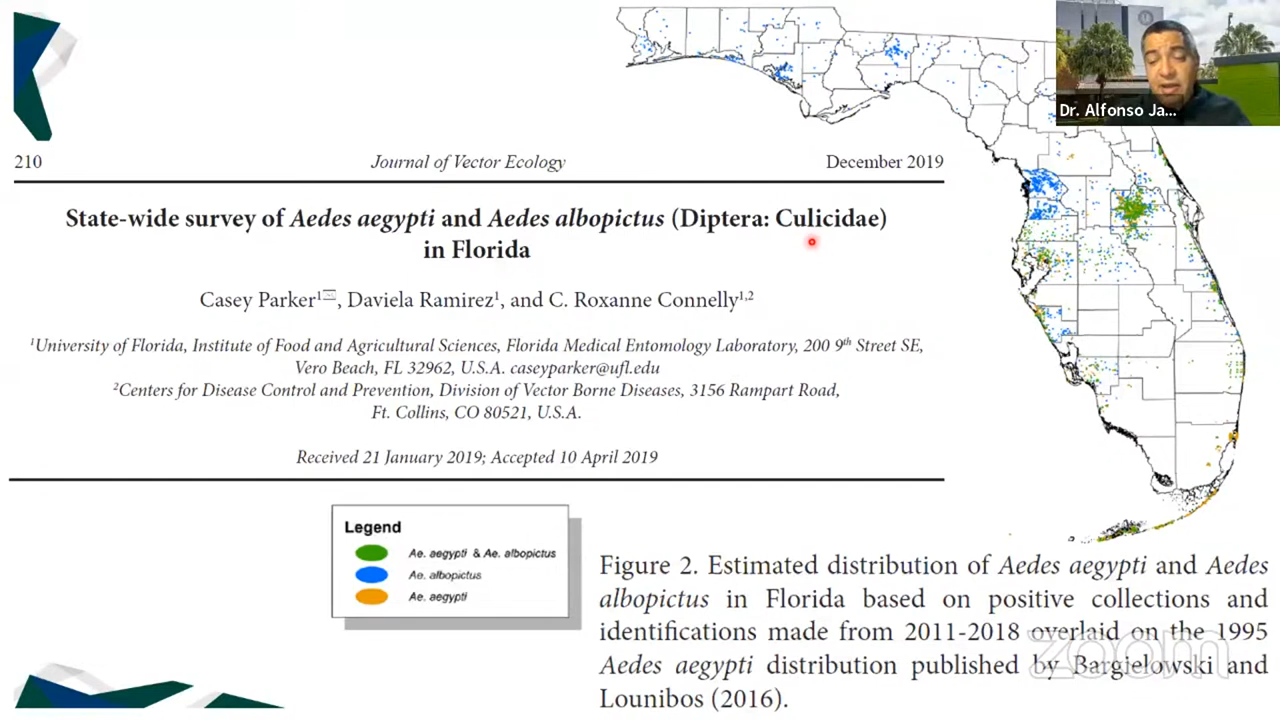 Dr. Alfonso Ja...
210 Journal of Vector Ecology December 2019
State-wide survey of Aedes aegypti and Aedes albopictus (Diptera: Culicidae)
in Florida
Casey Parker1✉, Daviela Ramirez1, and C. Roxanne Connelly1,2
1University of Florida, Institute of Food and Agricultural Sciences, Florida Medical Entomology Laboratory, 200 9th Street SE,
Vero Beach, FL 32962, U.S.A. caseyparker@ufl.edu
2Centers for Disease Control and Prevention, Division of Vector Borne Diseases, 3156 Rampart Road,
Ft. Collins, CO 80521, U.S.A.
Received 21 January 2019; Accepted 10 April 2019
Legend
Ae. aegypti & Ae. albopictus
Ae. albopictus
Ae. aegypti
Figure 2. Estimated distribution of Aedes aegypti and Aedes
albopictus in Florida based on positive collections and
identifications made from 2011-2018 overlaid on the 1995
Aedes aegypti distribution published by Bargielowski and
Lounibos (2016).
zoom